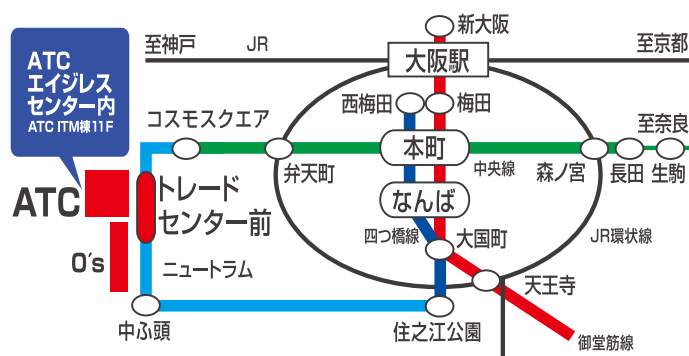 新大阪
至神戸
JR
至京都
大阪駅
ATC
エイジレス
センター内
ATC ITM棟11F
西梅田
梅田
コスモスクエア
本町
至奈良
弁天町
中央線
森ノ宮
長田
生駒
ATC
トレード
センター前
なんば
四つ橋線
大国町
JR環状線
O's
ニュートラム
天王寺
中ふ頭
住之江公園
御堂筋線